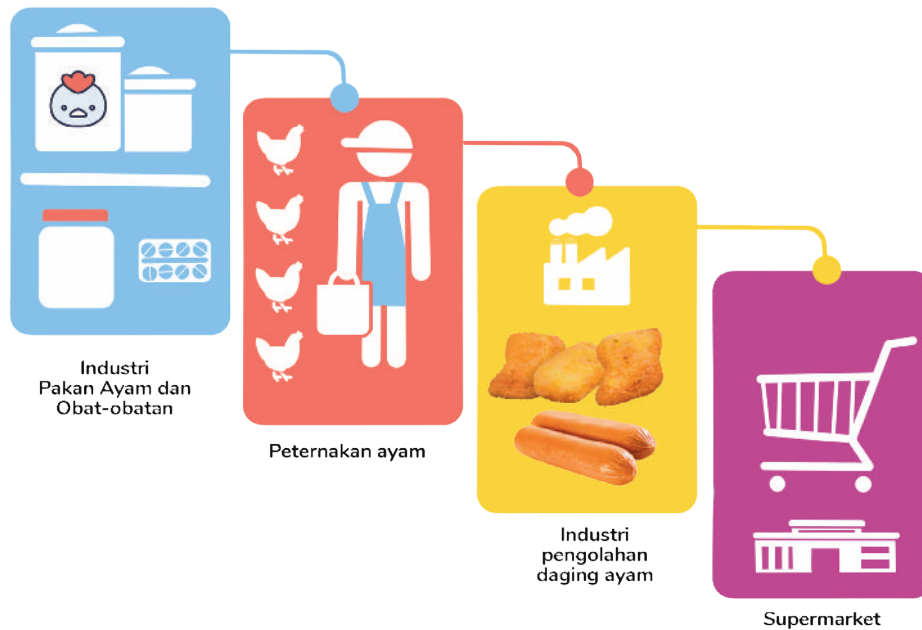 Industri
Pakan Ayam dan
Obat-obatan
Peternakan ayam
Industri
pengolahan
daging ayam
Supermarket